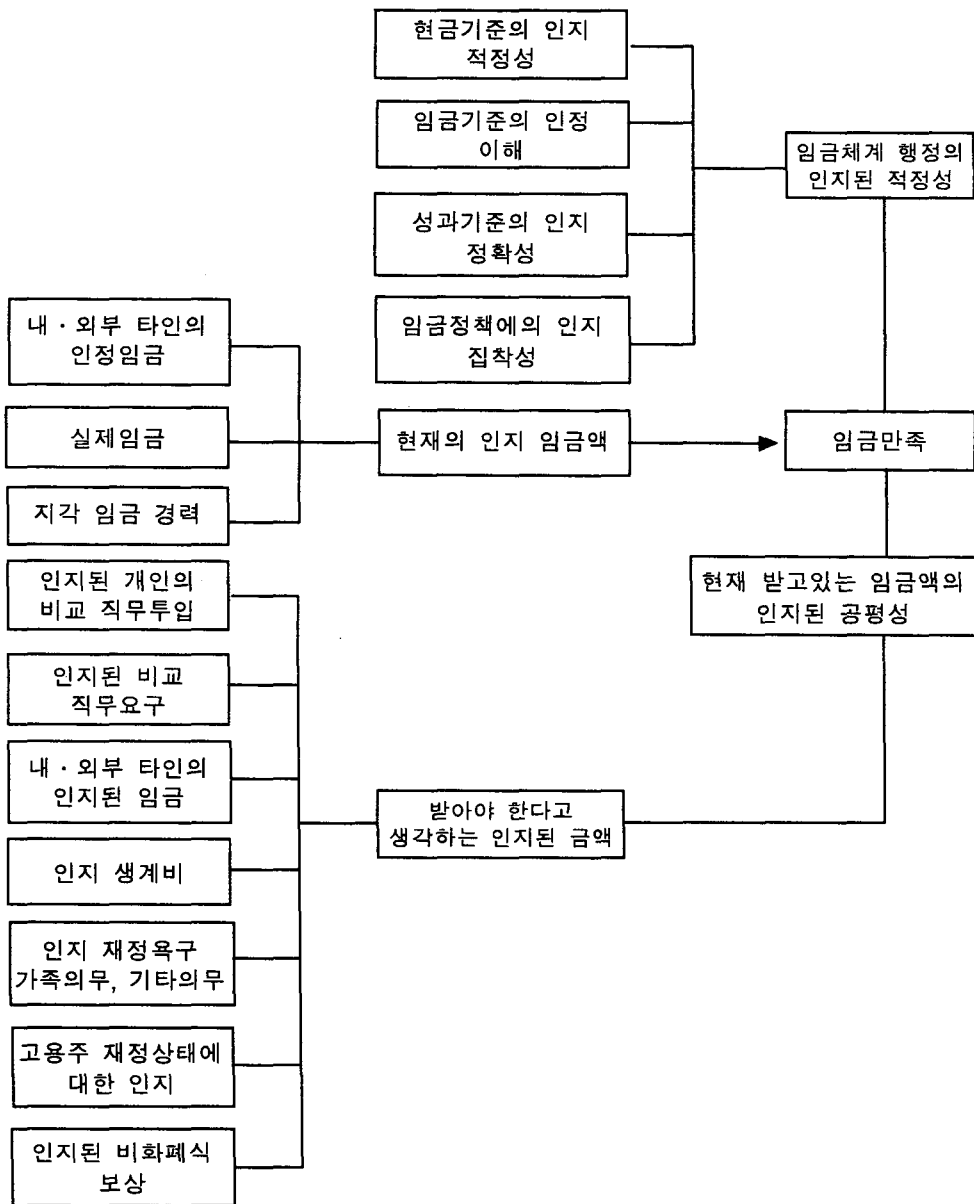 현금기준의 인지
적정성
임금기준의 인정
이해
성과기준의 인지
정확성
임금정책에의 인지
집착성
임금체계 행정의
인지된 적정성
내·외부 타인의
인정임금
실제임금
지각 임금 경력
현재의 인지 임금액
임금만족
현재 받고있는 임금액의
인지된 공평성
인지된 개인의
비교 직무투입
인지된 비교
직무요구
내·외부 타인의
인지된 임금
인지 생계비
인지 재정욕구
가족의무, 기타의무
고용주 재정상태에
대한 인지
인지된 비화폐식
보상
받아야 한다고
생각하는 인지된 금액